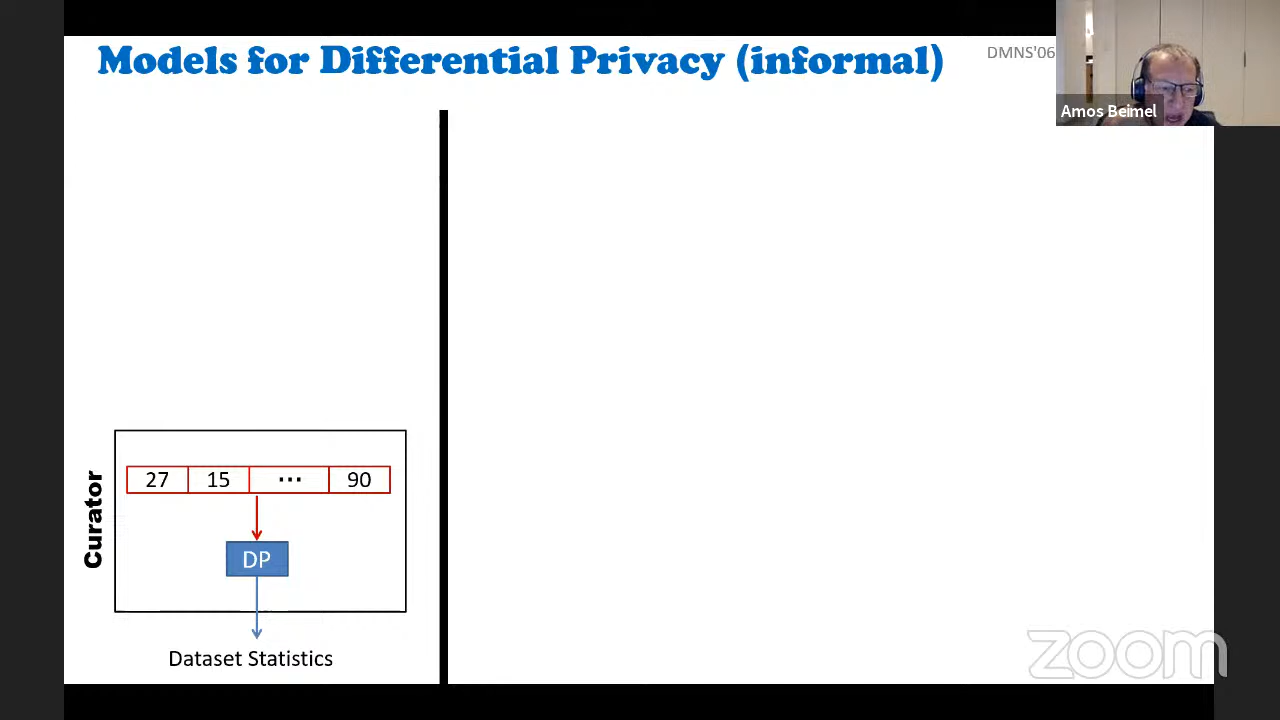 Models for Differential Privacy (informal)
DMNS'06
Amos Beimel
Curator
27 15 ... 90
DP
Dataset Statistics
zoom